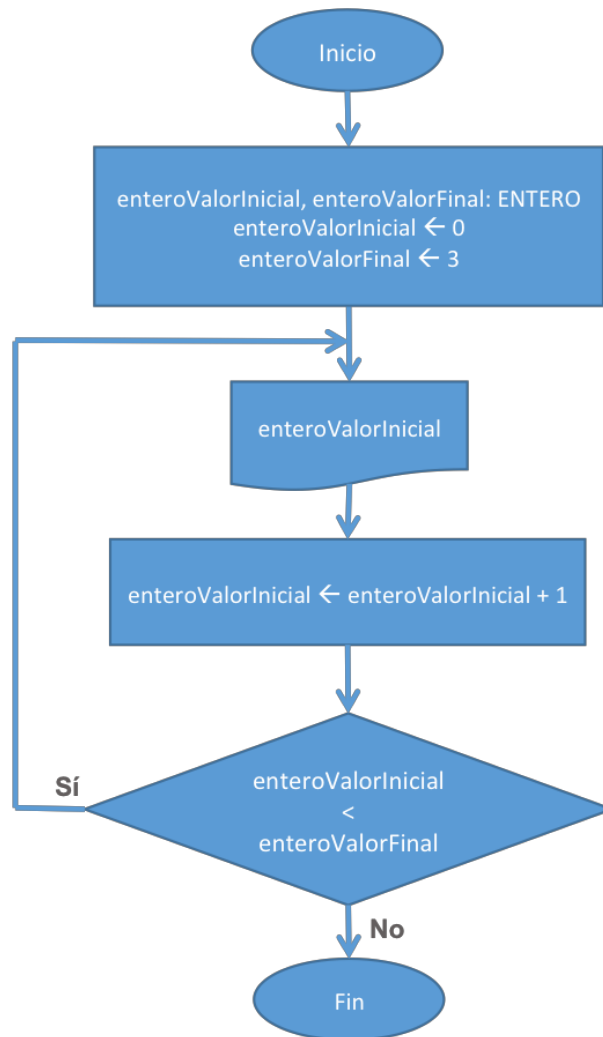 Inicio
enteroValorInicial, enteroValorFinal: ENTERO
enteroValorInicial ← 0
enteroValorFinal ← 3
enteroValorInicial
enteroValorInicial ← enteroValorInicial + 1
Sí
enteroValorInicial
<
enteroValorFinal
No
Fin